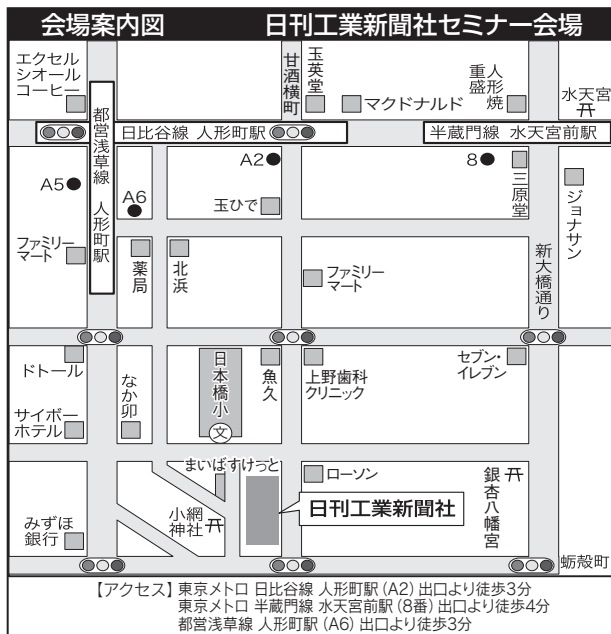 会場案内図 日刊工業新聞社セミナー会場
エクセル
シオール
コーヒー
甘酒横町
玉英堂
マクドナルド
重盛
人形焼
水天宮
都営浅草線 人形町駅
日比谷線 人形町駅
半蔵門線 水天宮前駅
A5
A6
A2
8
三原堂
ジョナサン
玉ひで
ファミリー
マート
薬局
北浜
ファミリー
マート
新大橋通り
ドトール
なか卯
日本橋小
文
魚久
上野歯科
クリニック
セブン・
イレブン
サイボー
ホテル
まいばすけっと
ローソン
銀杏八幡宮
小網
神社
日刊工業新聞社
みずほ
銀行
蛎殻町
【アクセス】東京メトロ 日比谷線 人形町駅(A2)出口より徒歩3分
東京メトロ 半蔵門線 水天宮前駅(8番)出口より徒歩4分
都営浅草線 人形町駅(A6)出口より徒歩3分